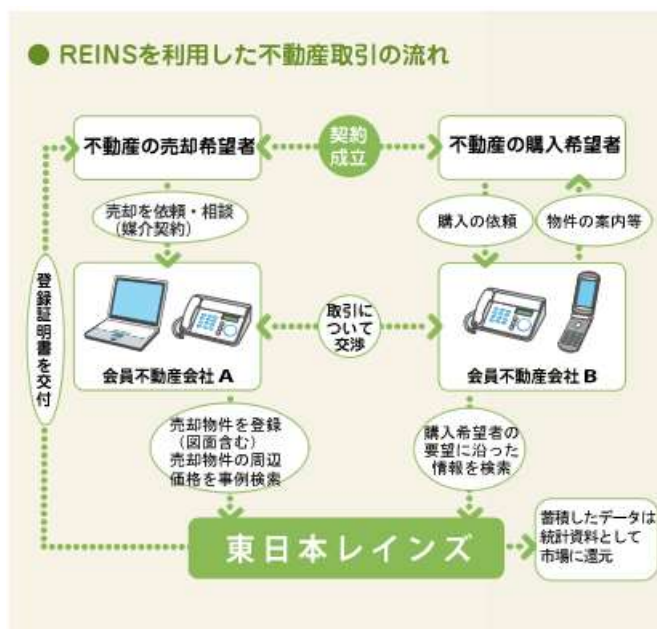 ● REINSを利用した不動産取引の流れ
不動産の売却希望者
契約
成立
不動産の購入希望者
売却を依頼・相談
(媒介契約)
購入の依頼
物件の案内等
登録証明書を交付
会員不動産会社 A
取引に
ついて
交渉
会員不動産会社 B
売却物件を登録
(図面含む)
売却物件の周辺
価格を事例検索
購入希望者の
要望に沿った
情報を検索
東日本レインズ
蓄積したデータは
統計資料として
市場に還元